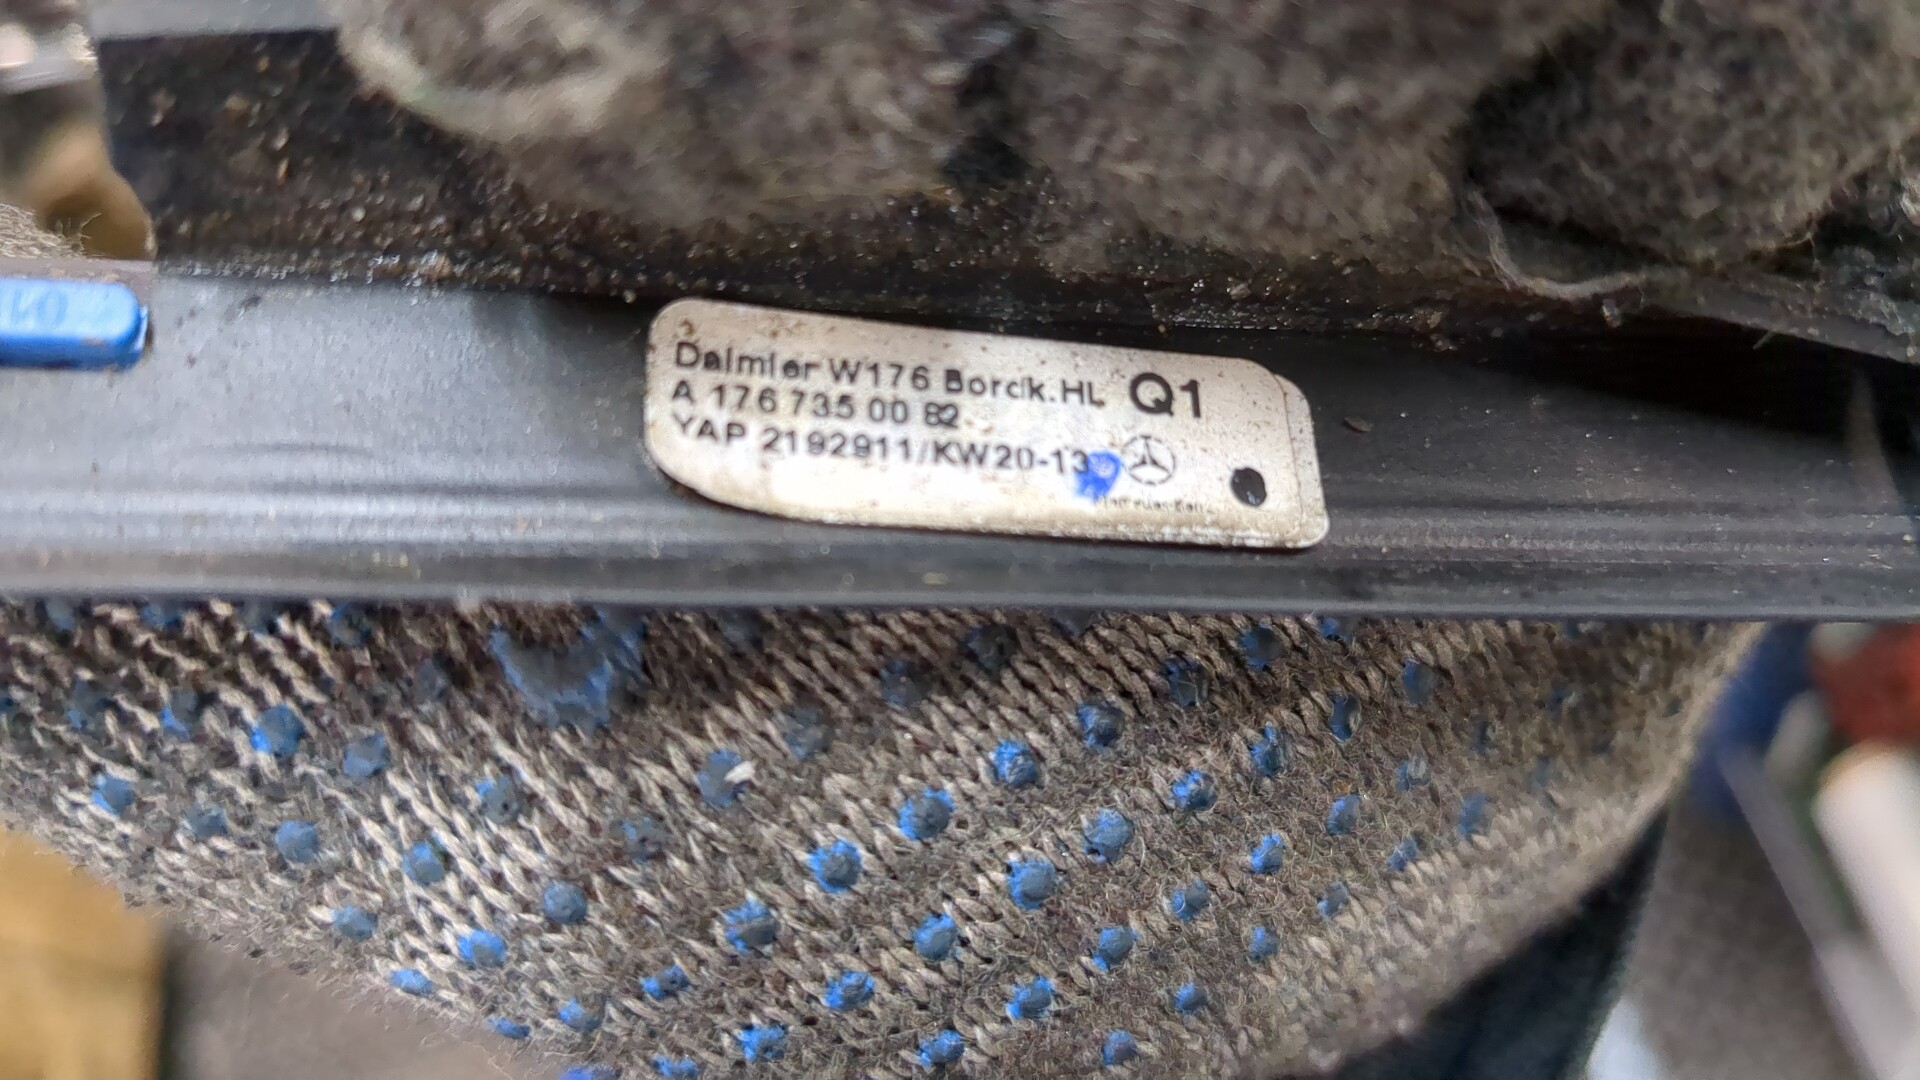 Daimler W176 Borck.HL Q1
A 176 735 00 82
YAP 2192911/KW20-13